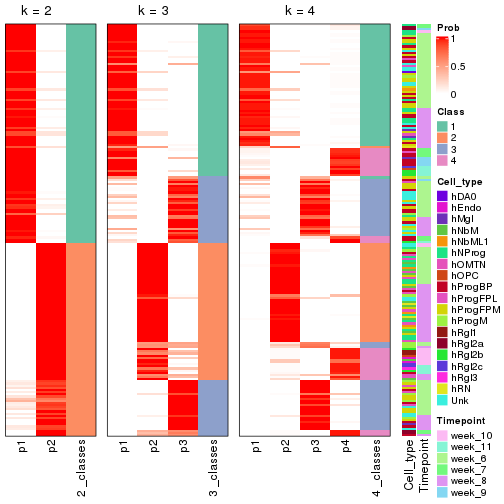 k = 2
k = 3
k = 4
p1
p2
2_classes
p1
p2
p3
3_classes
p1
p2
p3
p4
4_classes
Cell_type
Timepoint
Prob
1
0.5
0
Class
1
2
3
4
Cell_type
hDA0
hEndo
hMgl
hNbM
hNbML1
hNProg
hOMTN
hOPC
hProgBP
hProgFPL
hProgFPM
hProgM
hRgl1
hRgl2a
hRgl2b
hRgl2c
hRgl3
hRN
Unk
Timepoint
week_10
week_11
week_6
week_7
week_8
week_9